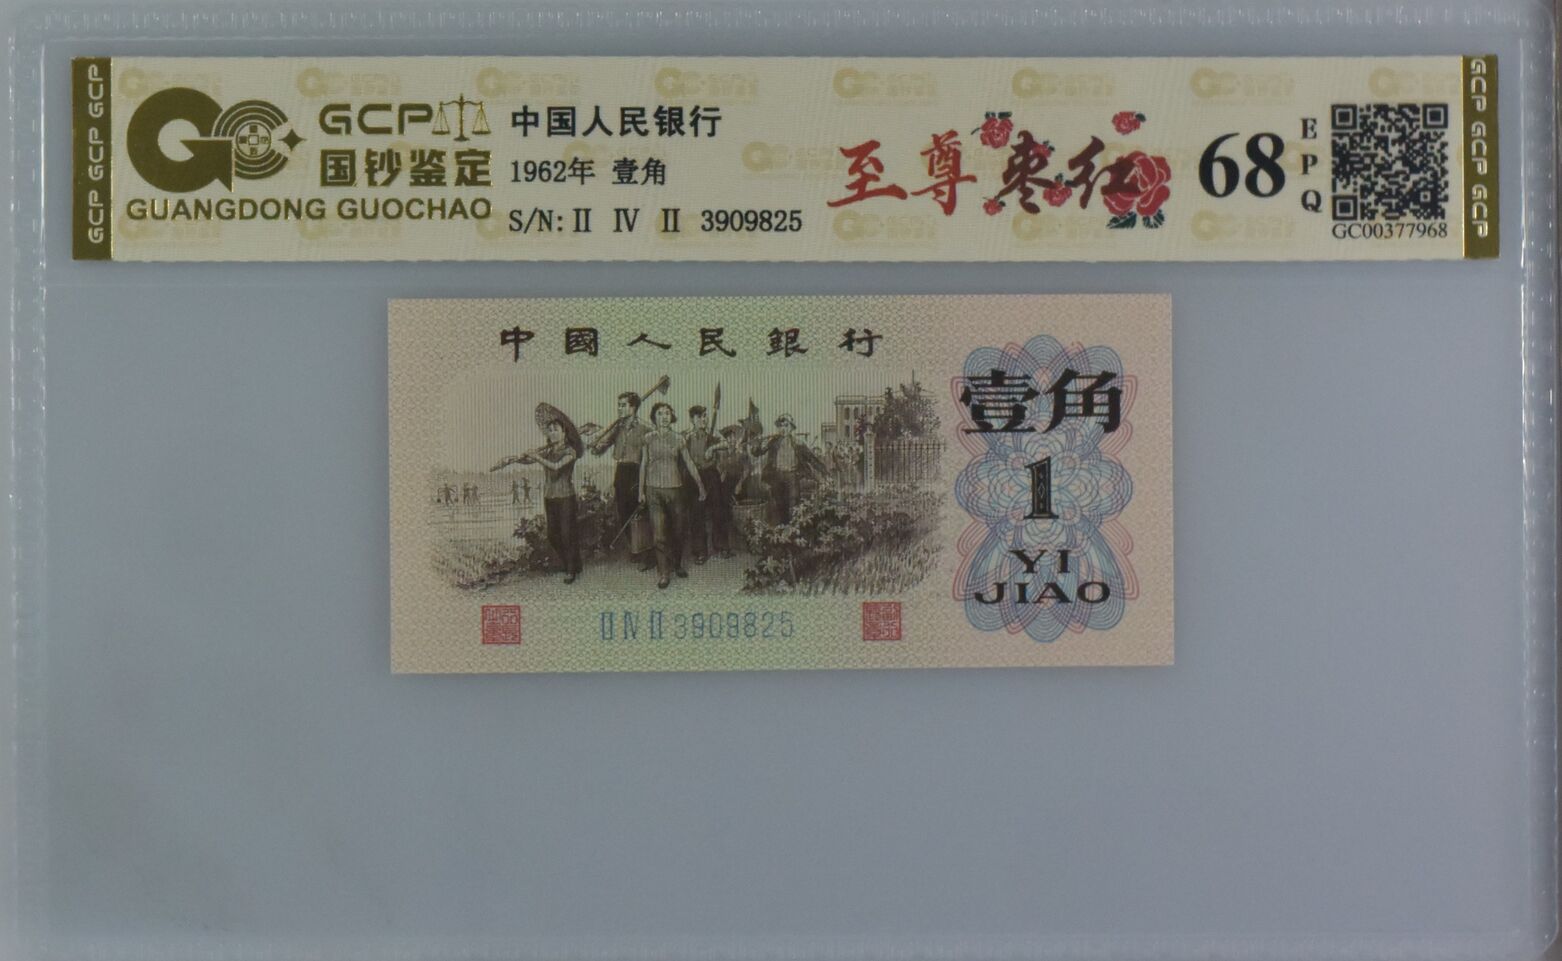 GCP GCP GCP
GCP
国钞鉴定
GUANGDONG GUOCHAO
中国人民银行
1962年 壹角
S/N: II IV II 3909825
至尊枣红
68
EPQ
GC00377968
GCP GCP GCP
中國人民銀行
壹角
1
YI
JIAO
II IV II 3909825